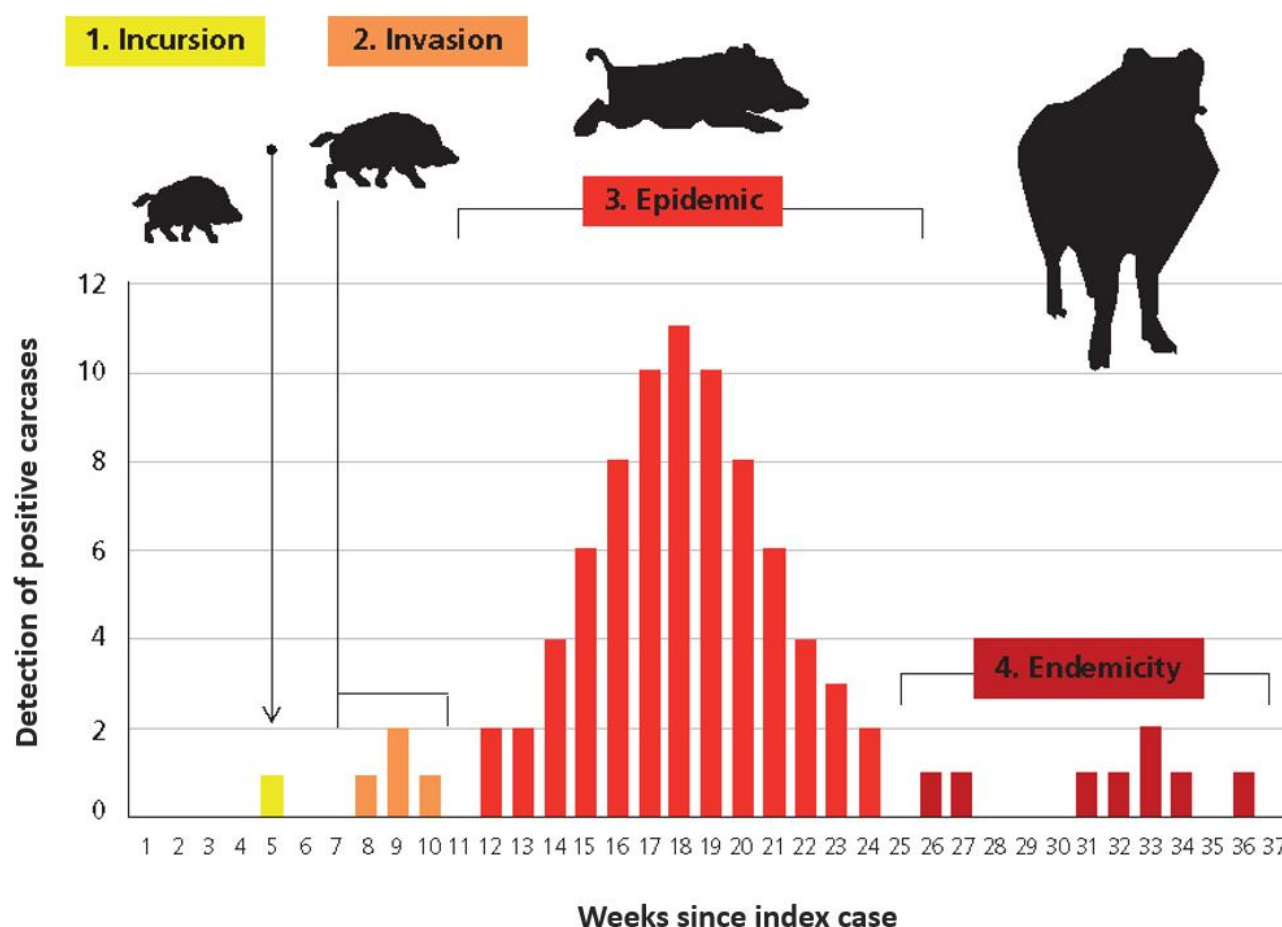 1. Incursion
2. Invasion
3. Epidemic
12
10
8
6
4
2
0
Detection of positive carcases
4. Endemicity
1 2 3 4 5 6 7 8 9 10 11 12 13 14 15 16 17 18 19 20 21 22 23 24 25 26 27 28 29 30 31 32 33 34 35 36 37
Weeks since index case